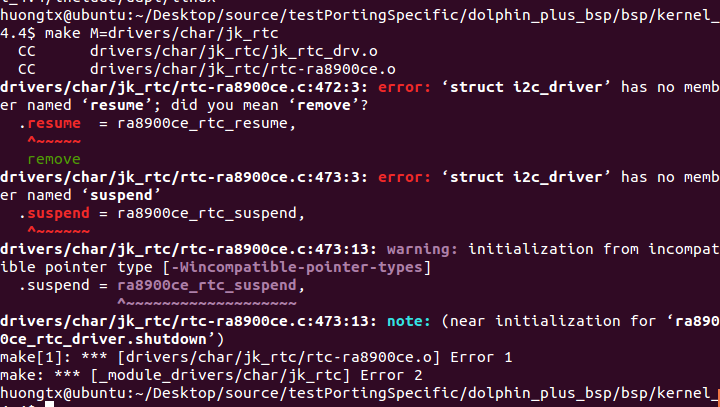 huongtx@ubuntu:~/Desktop/source/testPortingSpecific/dolphin_plus_bsp/bsp/kernel_
4.4$ make M=drivers/char/jk_rtc
  CC      drivers/char/jk_rtc/jk_rtc_drv.o
  CC      drivers/char/jk_rtc/rtc-ra8900ce.o
drivers/char/jk_rtc/rtc-ra8900ce.c:472:3: error: ‘struct i2c_driver’ has no memb
er named ‘resume’; did you mean ‘remove’?
  .resume  = ra8900ce_rtc_resume,
   ^~~~~~
   remove
drivers/char/jk_rtc/rtc-ra8900ce.c:473:3: error: ‘struct i2c_driver’ has no memb
er named ‘suspend’
  .suspend = ra8900ce_rtc_suspend,
   ^~~~~~~
drivers/char/jk_rtc/rtc-ra8900ce.c:473:13: warning: initialization from incompat
ible pointer type [-Wincompatible-pointer-types]
  .suspend = ra8900ce_rtc_suspend,
             ^~~~~~~~~~~~~~~~~~~~
drivers/char/jk_rtc/rtc-ra8900ce.c:473:13: note: (near initialization for ‘ra890
0ce_rtc_driver.shutdown’)
make[1]: *** [drivers/char/jk_rtc/rtc-ra8900ce.o] Error 1
make: *** [_module_drivers/char/jk_rtc] Error 2
huongtx@ubuntu:~/Desktop/source/testPortingSpecific/dolphin_plus_bsp/bsp/kernel_